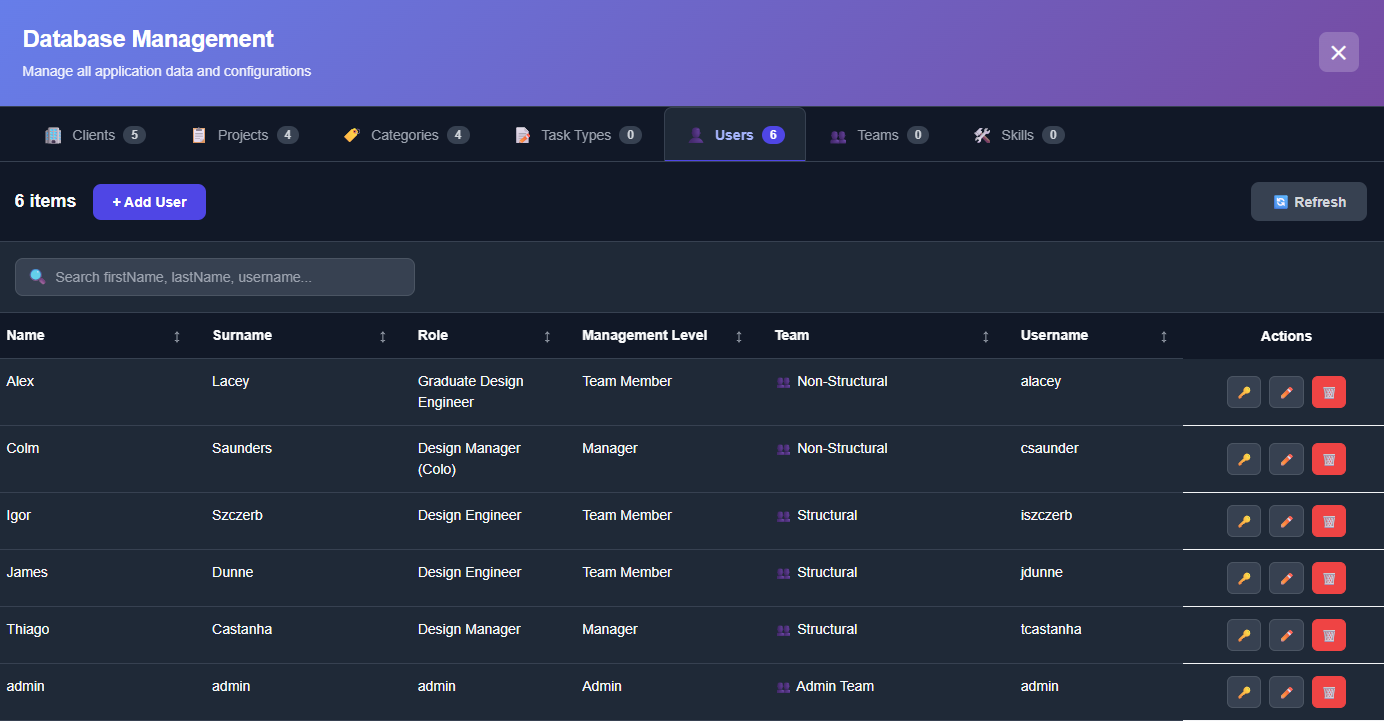 Database Management
Manage all application data and configurations
Clients 5 Projects 4 Categories 4 Task Types 0 Users 6 Teams 0 Skills 0
6 items + Add User Refresh
Search firstName, lastName, username...
Name Surname Role Management Level Team Username Actions
Alex Lacey Graduate Design Engineer Team Member Non-Structural alacey
Colm Saunders Design Manager (Colo) Manager Non-Structural csaunder
Igor Szczerb Design Engineer Team Member Structural iszczerb
James Dunne Design Engineer Team Member Structural jdunne
Thiago Castanha Design Manager Manager Structural tcastanha
admin admin admin Admin Admin Team admin